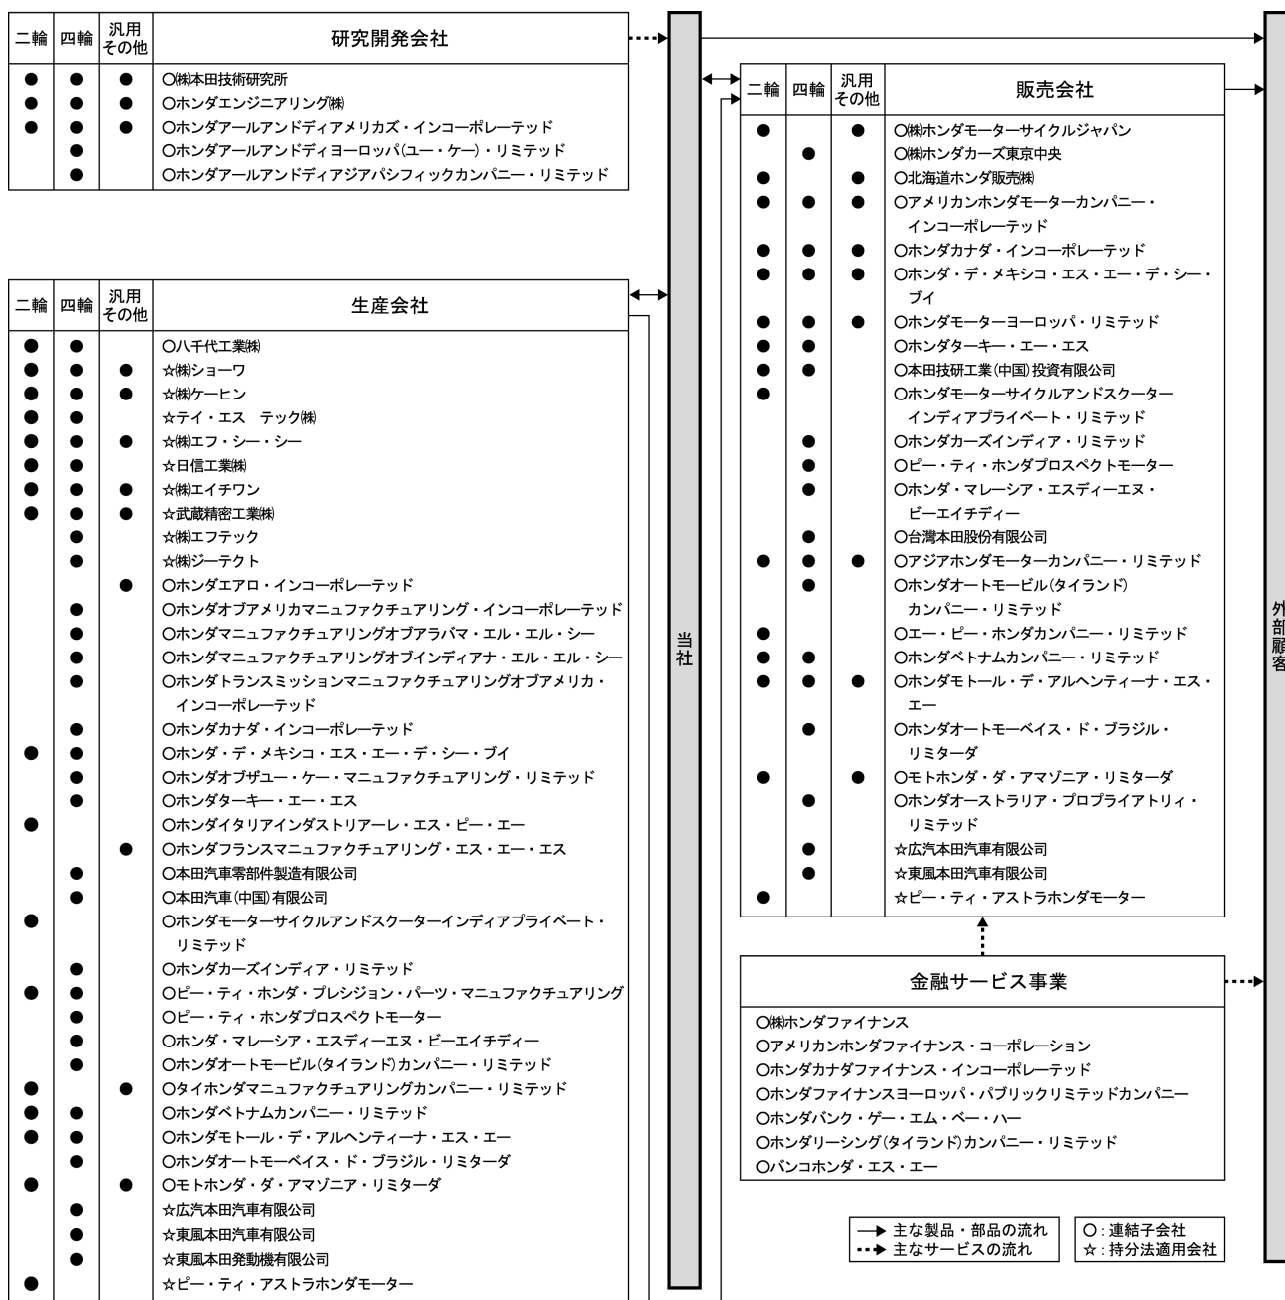 二輪 四輪 汎用その他 研究開発会社
● ● ● ○㈱本田技術研究所
● ● ● ○ホンダエンジニアリング㈱
● ● ● ○ホンダアールアンドディアメリカズ・インコーポレーテッド
● ○ホンダアールアンドディヨーロッパ(ユー・ケー)・リミテッド
● ○ホンダアールアンドディアジアパシフィックカンパニー・リミテッド
二輪 四輪 汎用その他 生産会社
● ● ○八千代工業㈱
● ● ● ☆㈱ショーワ
● ● ● ☆㈱ケーヒン
● ● ☆テイ・エス テック㈱
● ● ● ☆㈱エフ・シー・シー
● ● ☆日信工業㈱
● ● ● ☆㈱エイチワン
● ● ● ☆武蔵精密工業㈱
● ☆㈱エフテック
● ☆㈱ジーテクト
● ○ホンダエアロ・インコーポレーテッド
● ○ホンダオブアメリカマニュファクチュアリング・インコーポレーテッド
● ○ホンダマニュファクチュアリングオブアラバマ・エル・エル・シー
● ○ホンダマニュファクチュアリングオブインディアナ・エル・エル・シー
● ○ホンダトランスミッションマニュファクチュアリングオブアメリカ・
インコーポレーテッド
● ○ホンダカナダ・インコーポレーテッド
● ● ○ホンダ・デ・メキシコ・エス・エー・デ・シー・ブイ
● ○ホンダオブザユー・ケー・マニュファクチュアリング・リミテッド
● ○ホンダターキー・エー・エス
● ○ホンダイタリアインダストリアーレ・エス・ピー・エー
● ○ホンダフランスマニュファクチュアリング・エス・エー・エス
● ○本田汽車零部件製造有限公司
● ○本田汽車(中国)有限公司
● ○ホンダモーターサイクルアンドスクーターインディアプライベート・
リミテッド
● ○ホンダカーズインディア・リミテッド
● ● ○ピー・ティ・ホンダ・プレシジョン・パーツ・マニュファクチュアリング
● ○ピー・ティ・ホンダプロスペクトモーター
● ○ホンダ・マレーシア・エスディーエヌ・ビーエイチディー
● ○ホンダオートモービル(タイランド)カンパニー・リミテッド
● ● ○タイホンダマニュファクチュアリングカンパニー・リミテッド
● ● ○ホンダベトナムカンパニー・リミテッド
● ● ○ホンダモトール・デ・アルヘンティーナ・エス・エー
● ○ホンダオートモーベイス・ド・ブラジル・リミターダ
● ● ○モトホンダ・ダ・アマゾニア・リミターダ
● ☆広汽本田汽車有限公司
● ☆東風本田汽車有限公司
● ☆東風本田発動機有限公司
● ☆ピー・ティ・アストラホンダモーター
当社
二輪 四輪 汎用その他 販売会社
● ● ○㈱ホンダモーターサイクルジャパン
● ○㈱ホンダカーズ東京中央
● ● ○北海道ホンダ販売㈱
● ● ● ○アメリカンホンダモーターカンパニー・
インコーポレーテッド
● ● ● ○ホンダカナダ・インコーポレーテッド
● ● ● ○ホンダ・デ・メキシコ・エス・エー・デ・シー・
ブイ
● ● ● ○ホンダモーターヨーロッパ・リミテッド
● ● ○ホンダターキー・エー・エス
● ● ○本田技研工業(中国)投資有限公司
● ○ホンダモーターサイクルアンドスクーター
インディアプライベート・リミテッド
● ○ホンダカーズインディア・リミテッド
● ○ピー・ティ・ホンダプロスペクトモーター
● ○ホンダ・マレーシア・エスディーエヌ・
ビーエイチディー
● ○台灣本田股份有限公司
● ● ● ○アジアホンダモーターカンパニー・リミテッド
● ○ホンダオートモービル(タイランド)
カンパニー・リミテッド
● ○エー・ピー・ホンダカンパニー・リミテッド
● ● ○ホンダベトナムカンパニー・リミテッド
● ● ● ○ホンダモトール・デ・アルヘンティーナ・エス・
エー
● ○ホンダオートモーベイス・ド・ブラジル・
リミターダ
● ● ○モトホンダ・ダ・アマゾニア・リミターダ
● ○ホンダオーストラリア・プロプライアトリィ・
リミテッド
● ☆広汽本田汽車有限公司
● ☆東風本田汽車有限公司
● ☆ピー・ティ・アストラホンダモーター
金融サービス事業
○㈱ホンダファイナンス
○アメリカンホンダファイナンス・コーポレーション
○ホンダカナダファイナンス・インコーポレーテッド
○ホンダファイナンスヨーロッパ・パブリックリミテッドカンパニー
○ホンダバンク・ゲー・エム・ベー・ハー
○ホンダリーシング(タイランド)カンパニー・リミテッド
○バンコホンダ・エス・エー
主な製品・部品の流れ
主なサービスの流れ
○:連結子会社
☆:持分法適用会社
外部顧客